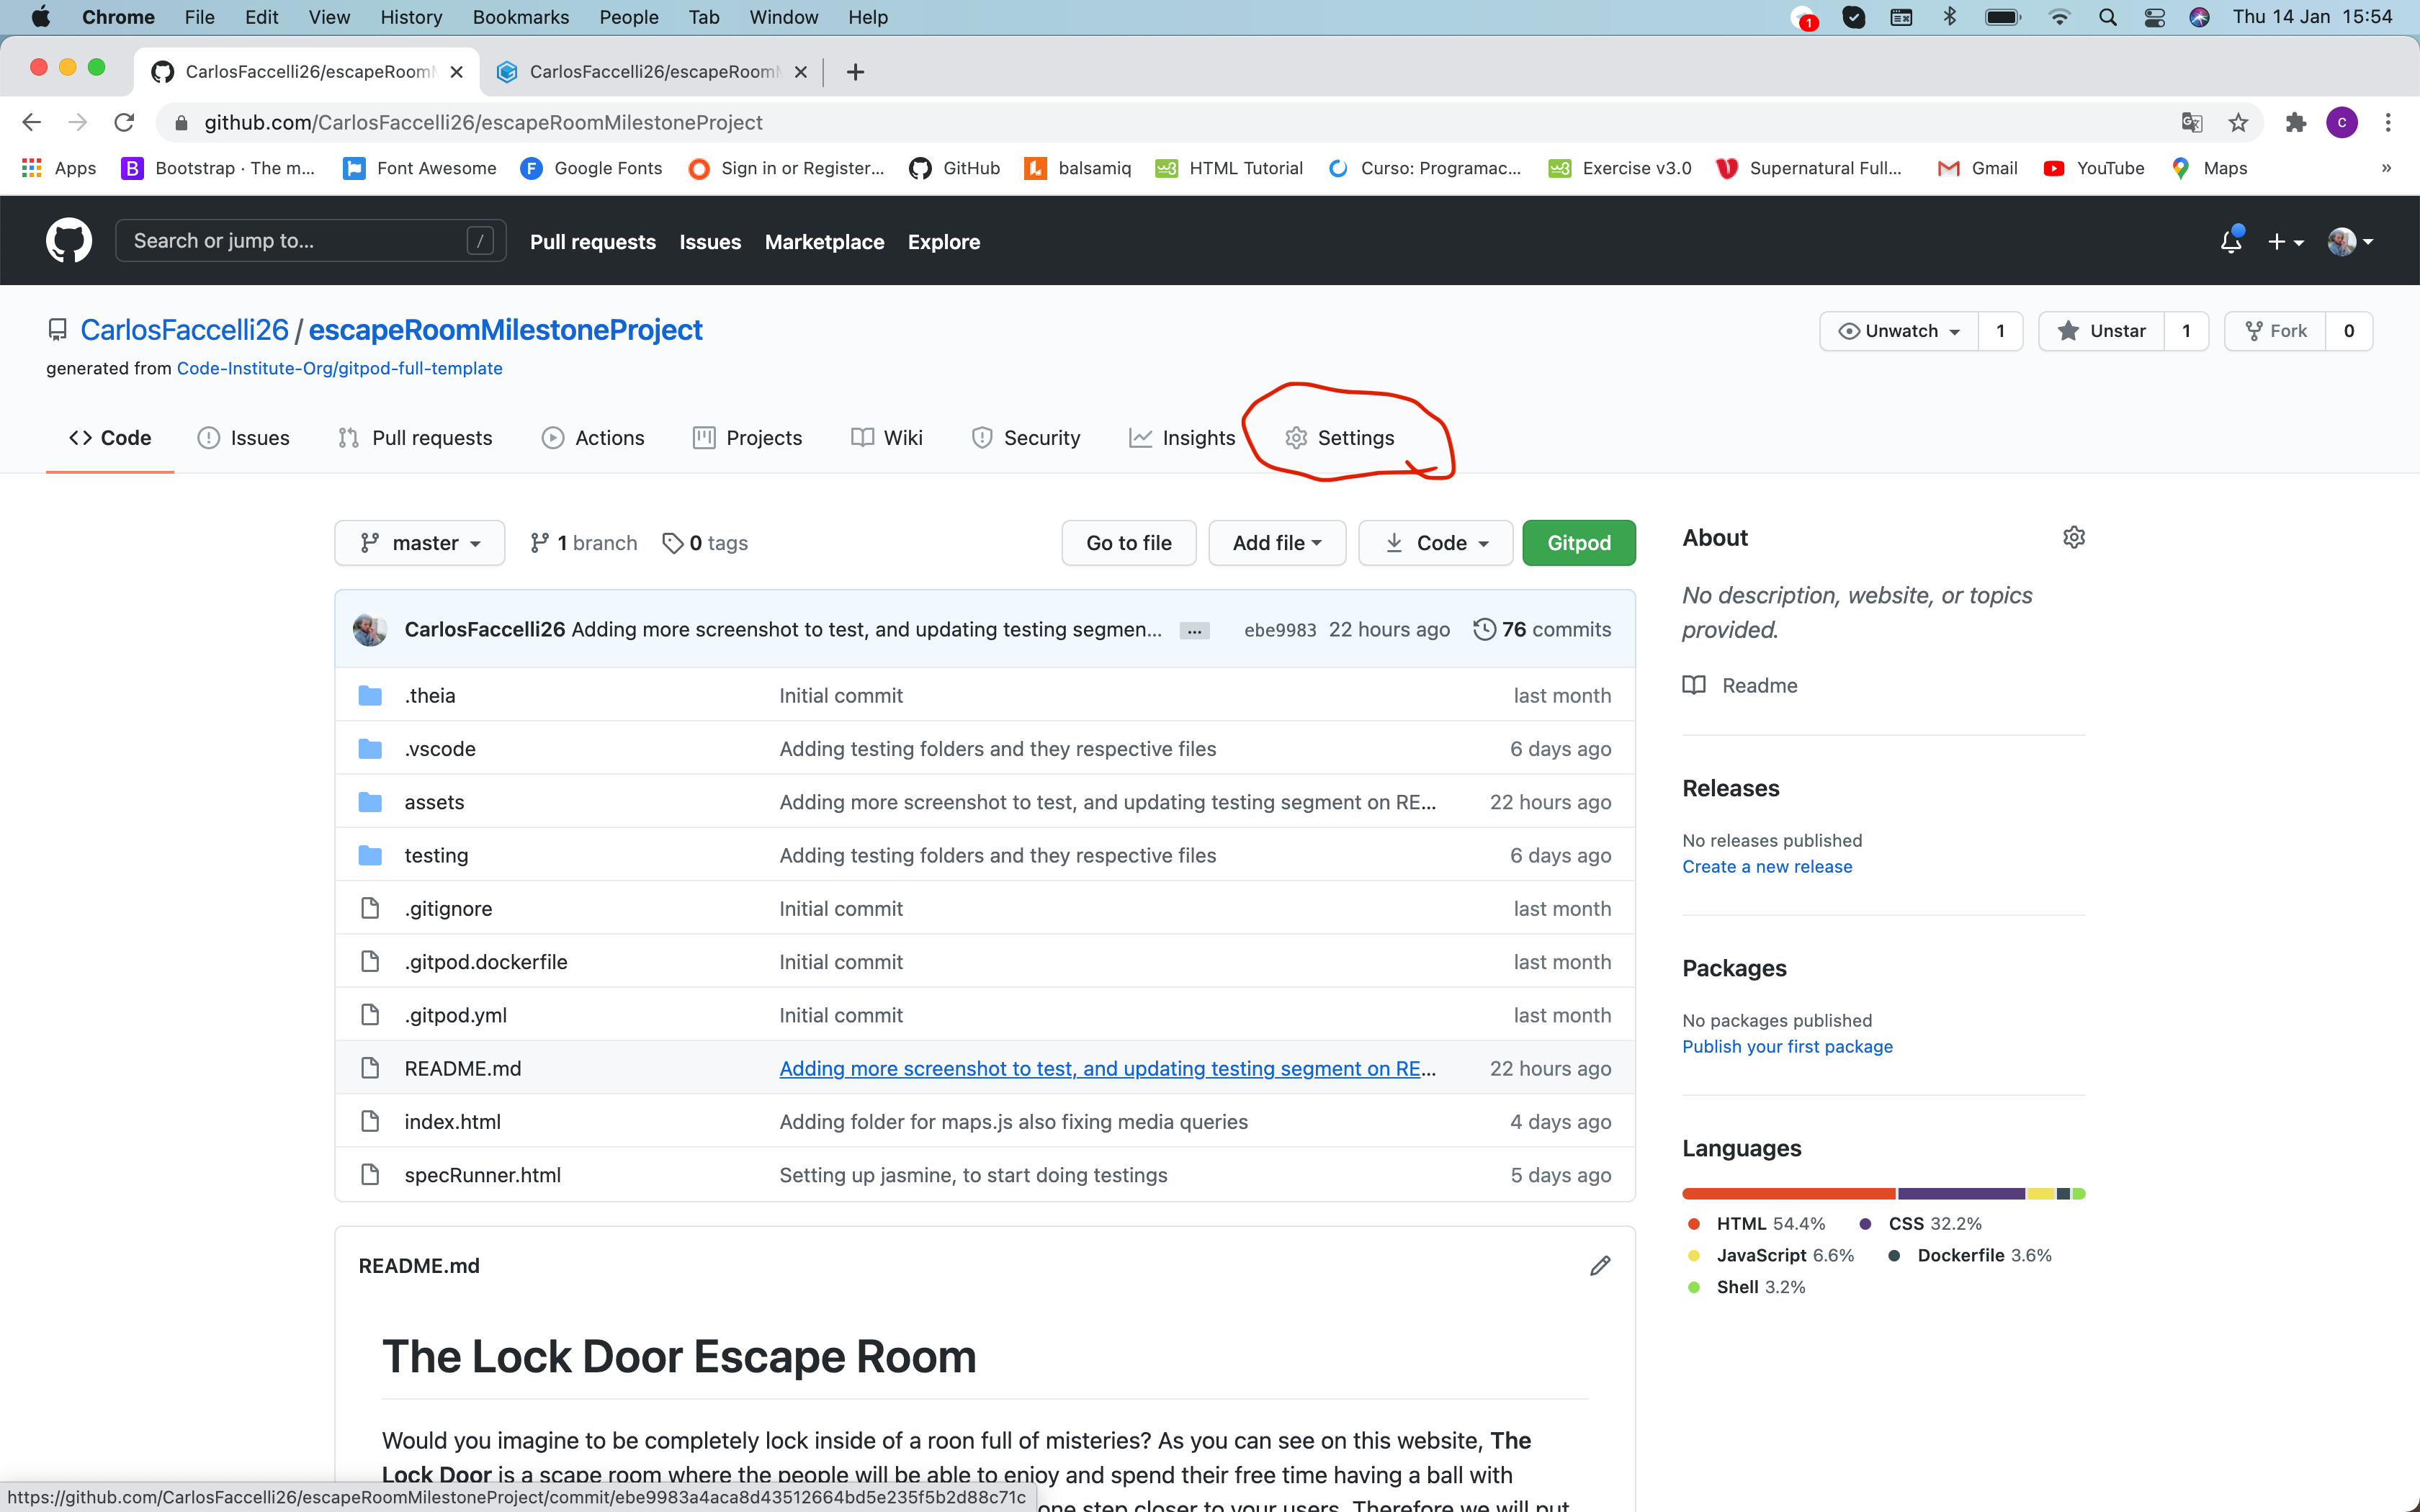 Chrome File Edit View History Bookmarks People Tab Window Help 1 Thu 14 Jan 15:54
CarlosFaccelli26/escapeRoomM CarlosFaccelli26/escapeRoomM
github.com/CarlosFaccelli26/escapeRoomMilestoneProject C
Apps B Bootstrap · The m... Font Awesome F Google Fonts Sign in or Register... GitHub balsamiq HTML Tutorial Curso: Programac... Exercise v3.0 Supernatural Full... Gmail YouTube Maps »
Search or jump to... / Pull requests Issues Marketplace Explore
CarlosFaccelli26 / escapeRoomMilestoneProject Unwatch 1 Unstar 1 Fork 0
generated from Code-Institute-Org/gitpod-full-template
Code Issues Pull requests Actions Projects Wiki Security Insights Settings
master 1 branch 0 tags Go to file Add file Code Gitpod
CarlosFaccelli26 Adding more screenshot to test, and updating testing segmen... ... ebe9983 22 hours ago 76 commits
.theia Initial commit last month
.vscode Adding testing folders and they respective files 6 days ago
assets Adding more screenshot to test, and updating testing segment on RE... 22 hours ago
testing Adding testing folders and they respective files 6 days ago
.gitignore Initial commit last month
.gitpod.dockerfile Initial commit last month
.gitpod.yml Initial commit last month
README.md Adding more screenshot to test, and updating testing segment on RE... 22 hours ago
index.html Adding folder for maps.js also fixing media queries 4 days ago
specRunner.html Setting up jasmine, to start doing testings 5 days ago
README.md
The Lock Door Escape Room
Would you imagine to be completely lock inside of a roon full of misteries? As you can see on this website, The
Lock Door is a scape room where the people will be able to enjoy and spend their free time having a ball with
one step closer to your users. Therefore we will put
About
No description, website, or topics
provided.
Readme
Releases
No releases published
Create a new release
Packages
No packages published
Publish your first package
Languages
HTML 54.4% CSS 32.2%
JavaScript 6.6% Dockerfile 3.6%
Shell 3.2%
https://github.com/CarlosFaccelli26/escapeRoomMilestoneProject/commit/ebe9983a4aca8d43512664bd5e235f5b2d88c71c